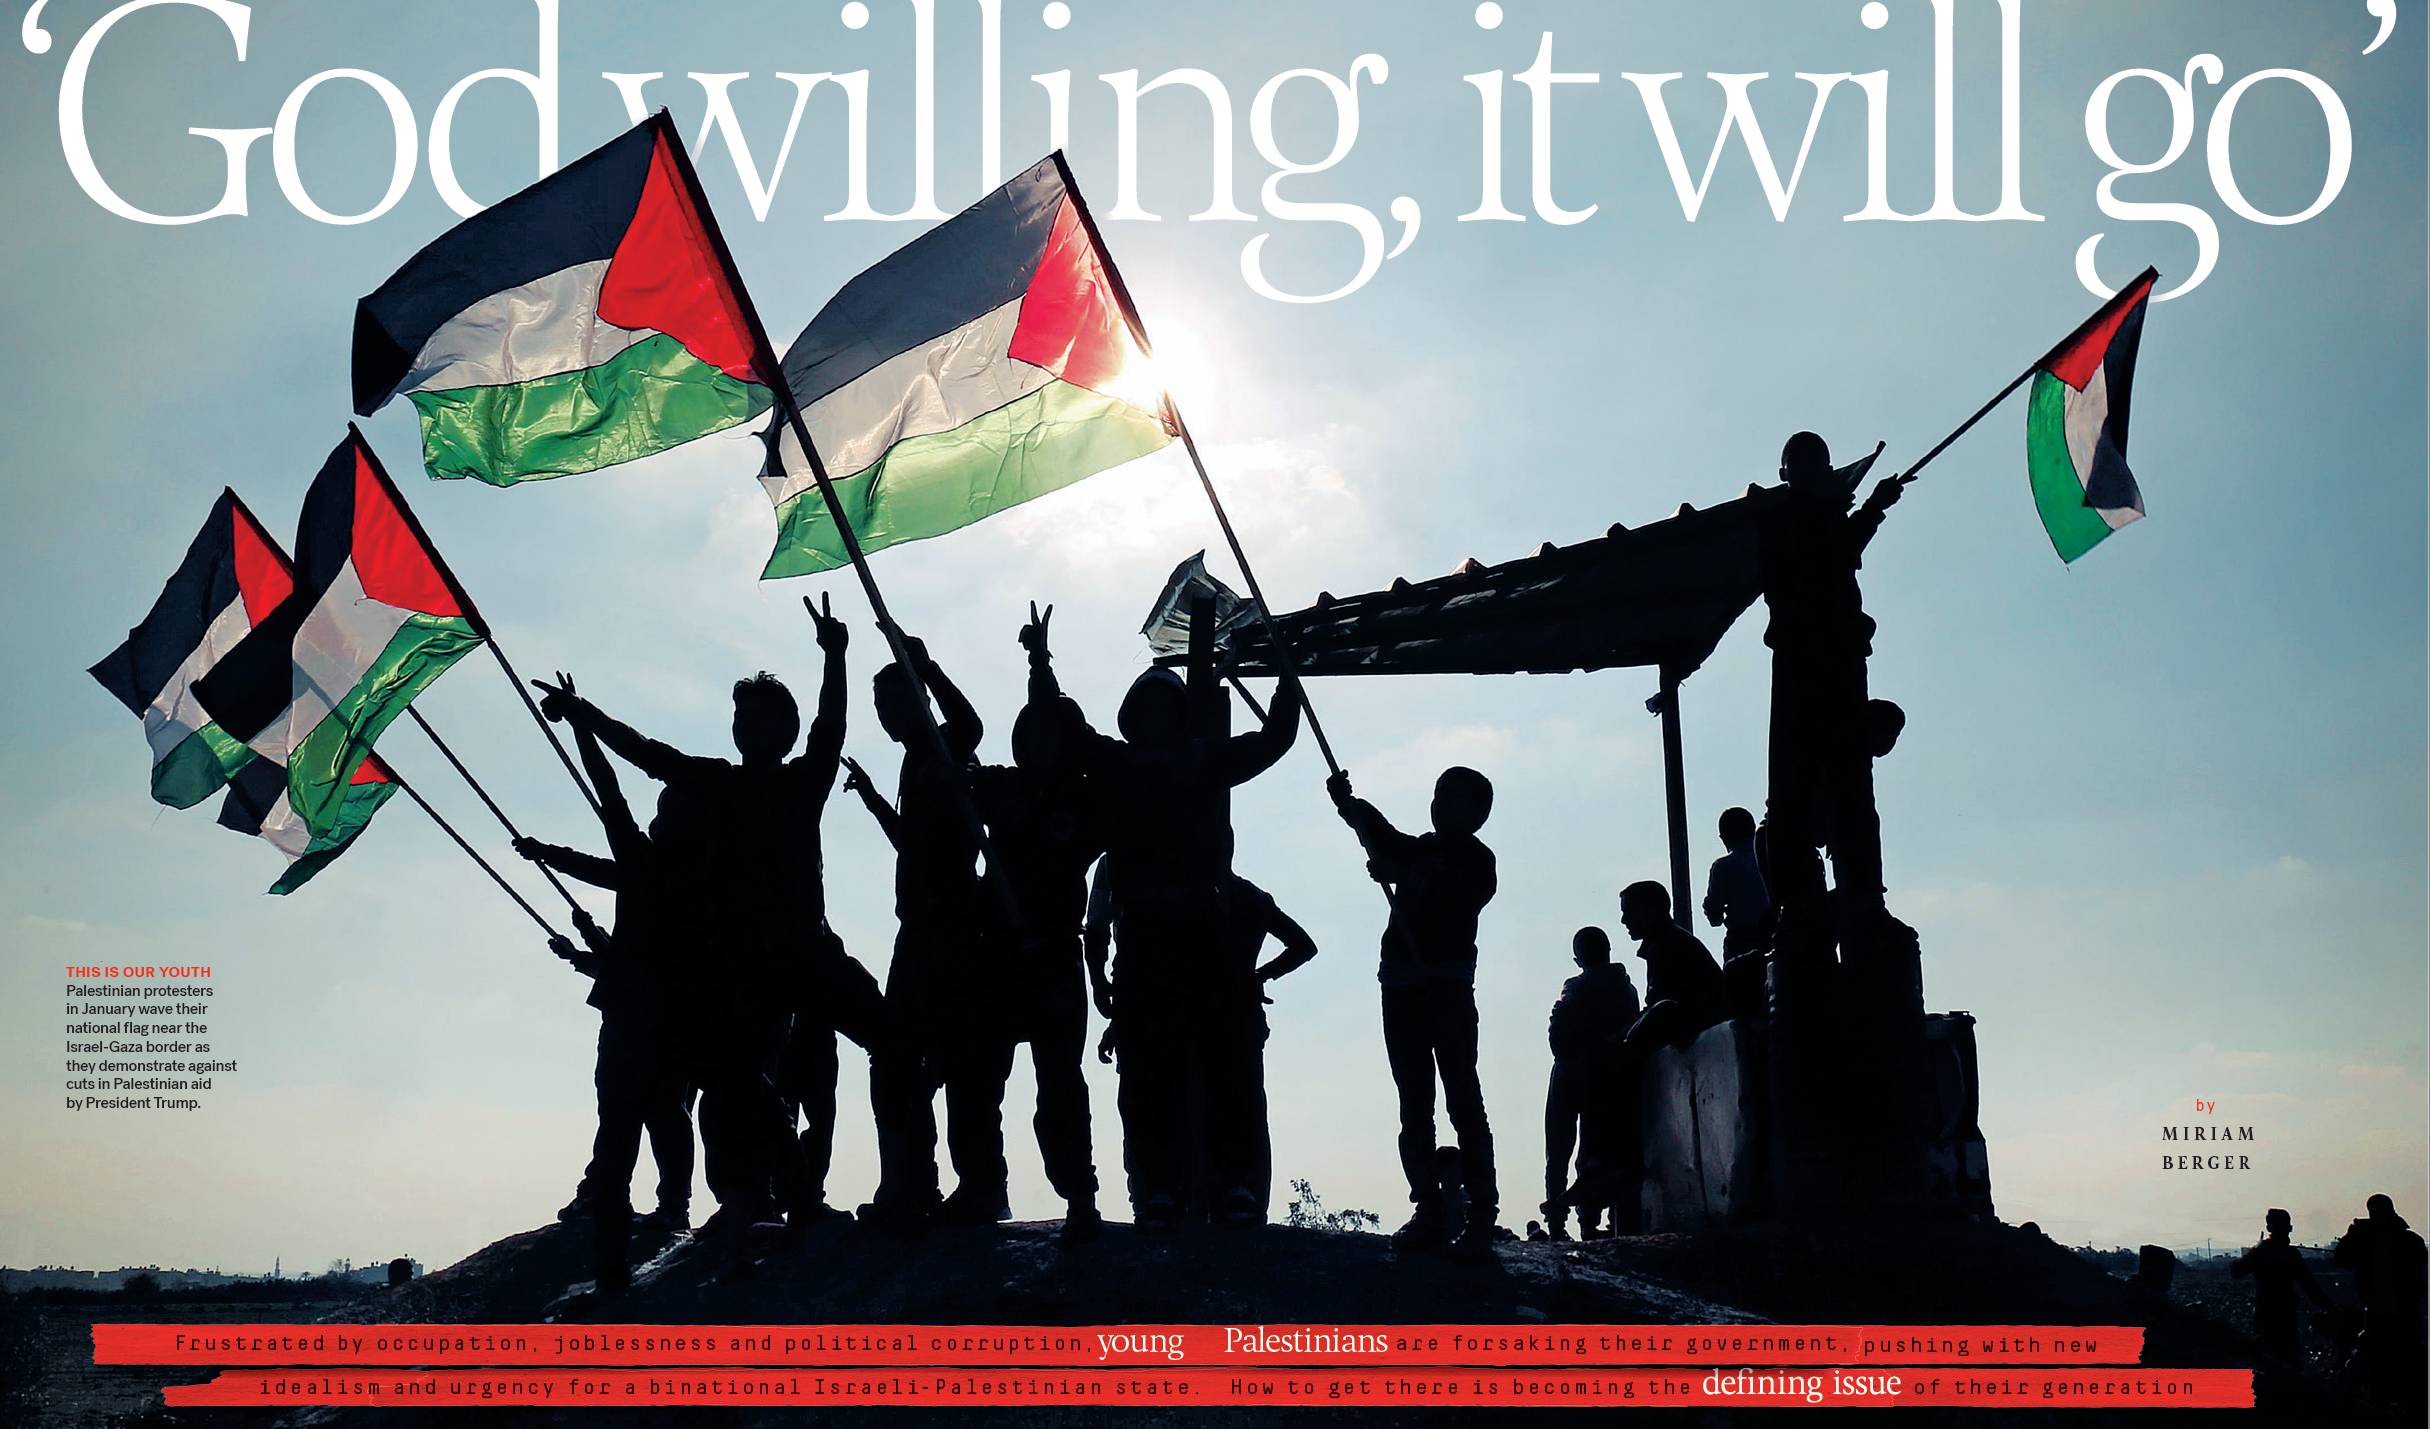 ‘God willing, it will go’
THIS IS OUR YOUTH
Palestinian protesters
in January wave their
national flag near the
Israel-Gaza border as
they demonstrate against
cuts in Palestinian aid
by President Trump.
by
MIRIAM
BERGER
Frustrated by occupation, joblessness and political corruption, young Palestinians are forsaking their government, pushing with new
idealism and urgency for a binational Israeli-Palestinian state. How to get there is becoming the defining issue of their generation